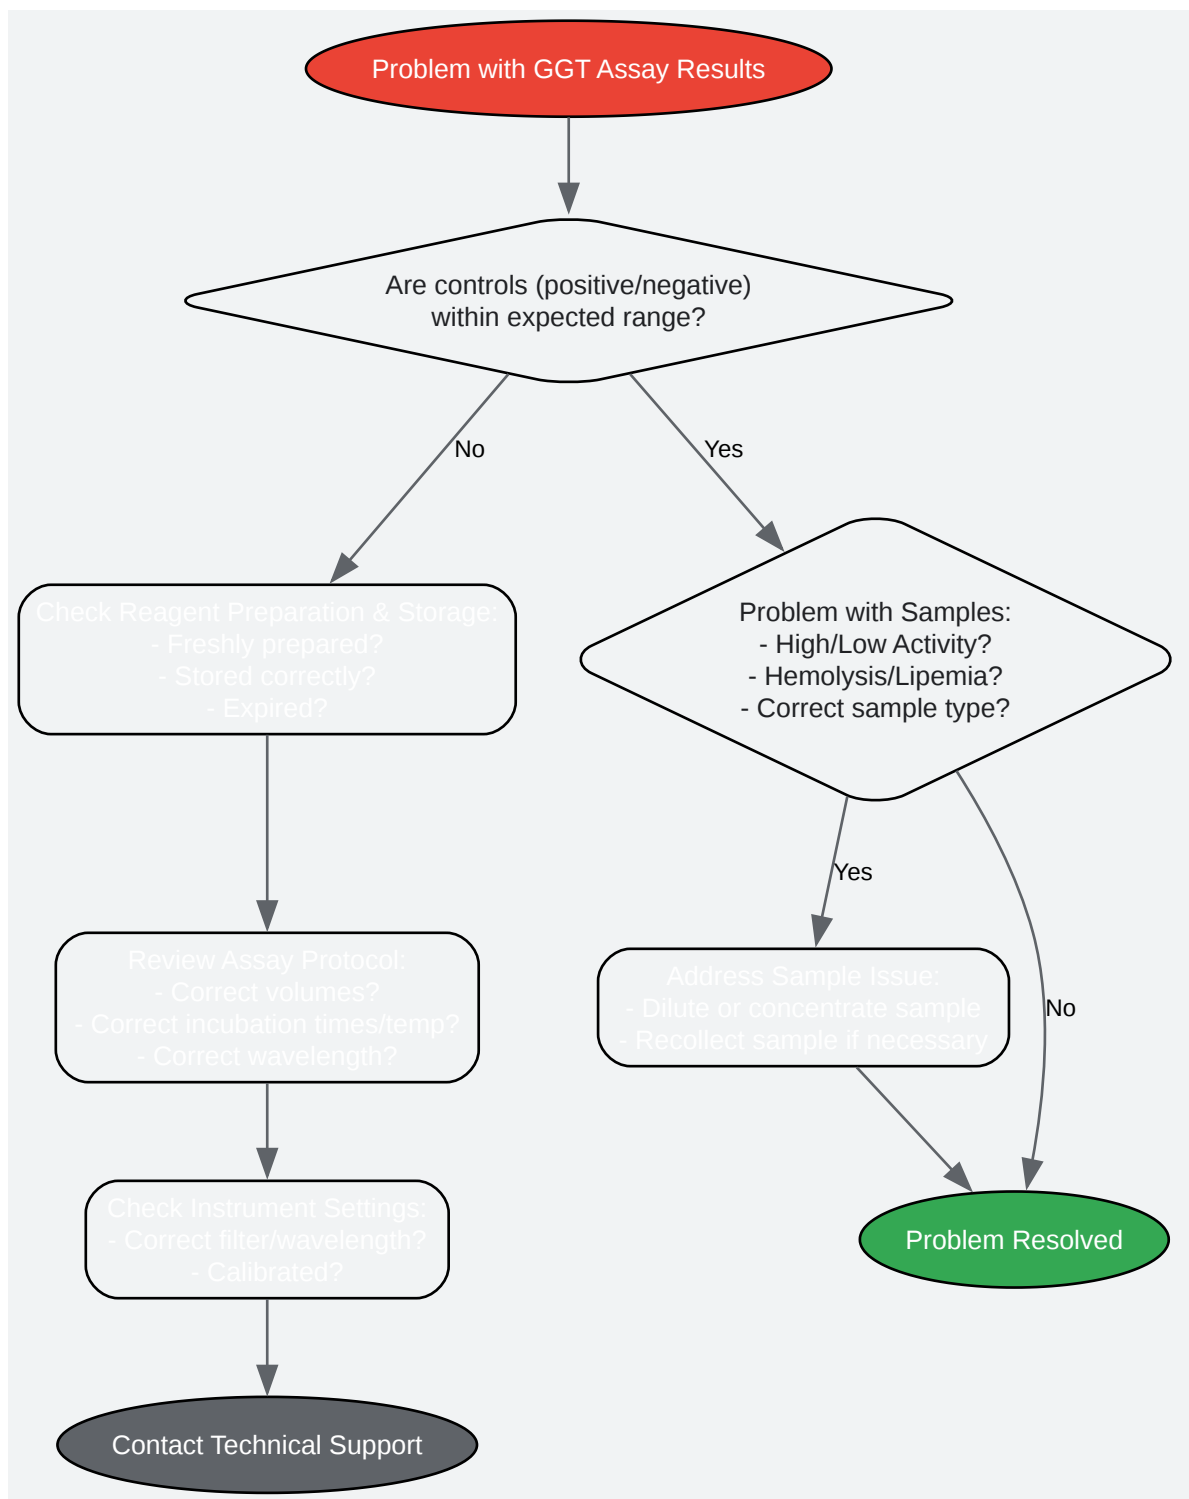 Problem with GGT Assay Results
Are controls (positive/negative)
within expected range?
No
Yes
Check Reagent Preparation & Storage:
- Freshly prepared?
- Stored correctly?
- Expired?
Problem with Samples:
- High/Low Activity?
- Hemolysis/Lipemia?
- Correct sample type?
Yes
No
Review Assay Protocol:
- Correct volumes?
- Correct incubation times/temp?
- Correct wavelength?
Address Sample Issue:
- Dilute or concentrate sample
- Recollect sample if necessary
Check Instrument Settings:
- Correct filter/wavelength?
- Calibrated?
Problem Resolved
Contact Technical Support